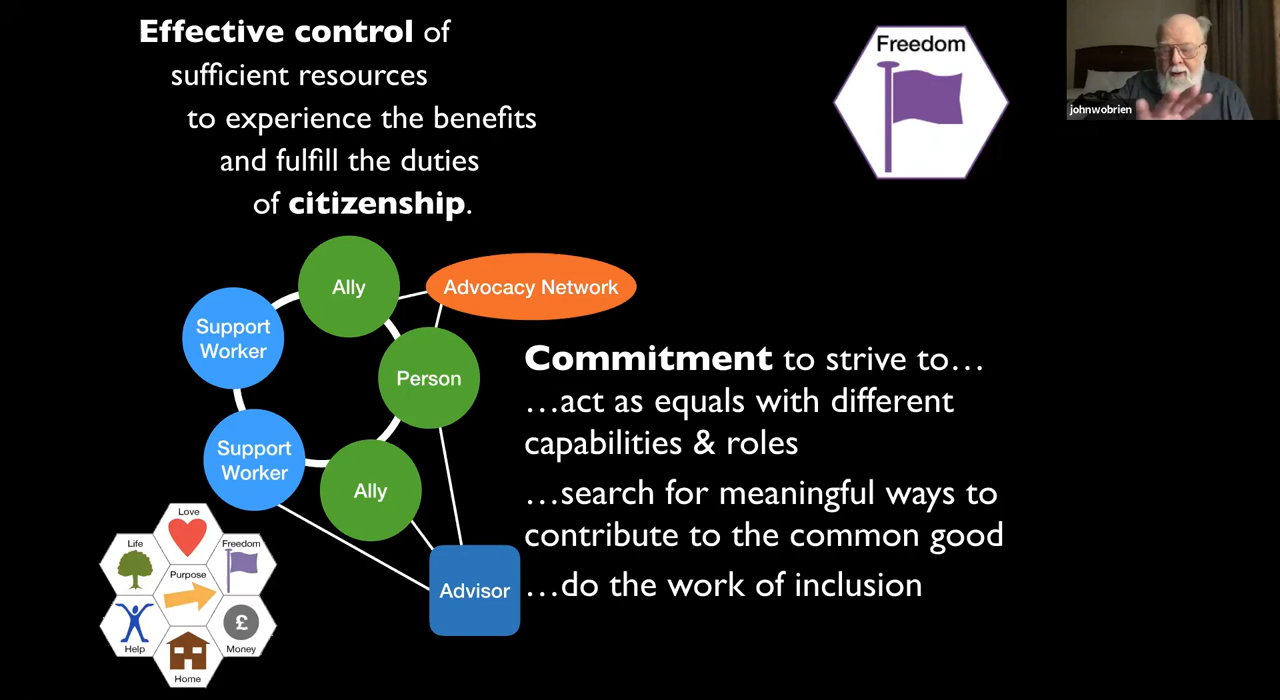 Effective control of
sufficient resources
to experience the benefits
and fulfill the duties
of citizenship.
Freedom
johnwobrien
Ally
Advocacy Network
Support
Worker
Person
Support
Worker
Ally
Advisor
Commitment to strive to…
…act as equals with different
capabilities & roles
…search for meaningful ways to
contribute to the common good
…do the work of inclusion
Love
Life
Freedom
Purpose
£
Help
Money
Home